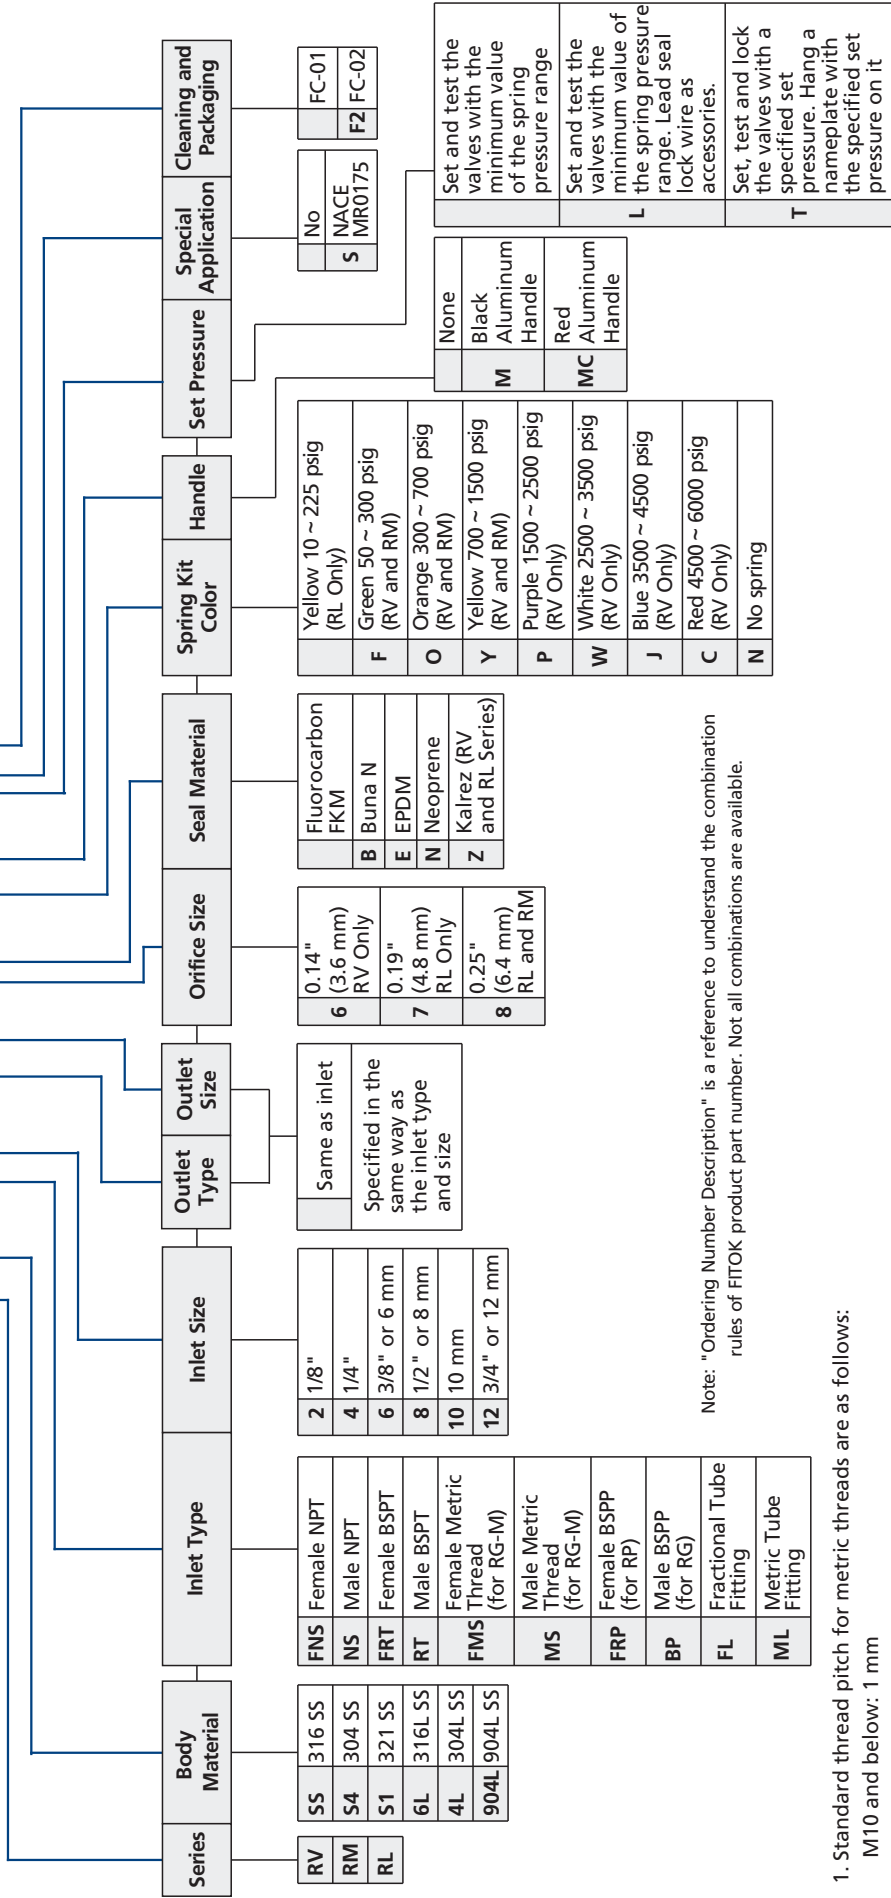 Series
RV
RM
RL
Body
Material
SS 316 SS
S4 304 SS
S1 321 SS
6L 316L SS
4L 304L SS
904L 904L SS
Inlet Type
FNS Female NPT
NS Male NPT
FRT Female BSPT
RT Male BSPT
FMS Female Metric
Thread
(for RG-M)
MS Male Metric
Thread
(for RG-M)
FRP Female BSPP
(for RP)
BP Male BSPP
(for RG)
FL Fractional Tube
Fitting
ML Metric Tube
Fitting
Inlet Size
2 1/8"
4 1/4"
6 3/8" or 6 mm
8 1/2" or 8 mm
10 10 mm
12 3/4" or 12 mm
Outlet
Type
Outlet
Size
Same as inlet
Specified in the
same way as
the inlet type
and size
Orifice Size
6 0.14"
(3.6 mm)
RV Only
7 0.19"
(4.8 mm)
RL Only
8 0.25"
(6.4 mm)
RL and RM
Seal Material
Fluorocarbon
FKM
B Buna N
E EPDM
N Neoprene
Z Kalrez (RV
and RL Series)
Spring Kit
Color
Yellow 10 ~ 225 psig
(RL Only)
F Green 50 ~ 300 psig
(RV and RM)
O Orange 300 ~ 700 psig
(RV and RM)
Y Yellow 700 ~ 1500 psig
(RV and RM)
P Purple 1500 ~ 2500 psig
(RV Only)
W White 2500 ~ 3500 psig
(RV Only)
J Blue 3500 ~ 4500 psig
(RV Only)
C Red 4500 ~ 6000 psig
(RV Only)
N No spring
Handle
None
M Black
Aluminum
Handle
MC Red
Aluminum
Handle
Set Pressure
Set and test the
valves with the
minimum value
of the spring
pressure range
L Set and test the
valves with the
minimum value of
the spring pressure
range. Lead seal
lock wire as
accessories.
T Set, test and lock
the valves with a
specified set
pressure. Hang a
nameplate with
the specified set
pressure on it
Special
Application
No
S NACE
MR0175
Cleaning and
Packaging
FC-01
F2 FC-02
Note: "Ordering Number Description" is a reference to understand the combination
rules of FITOK product part number. Not all combinations are available.
1. Standard thread pitch for metric threads are as follows:
M10 and below: 1 mm